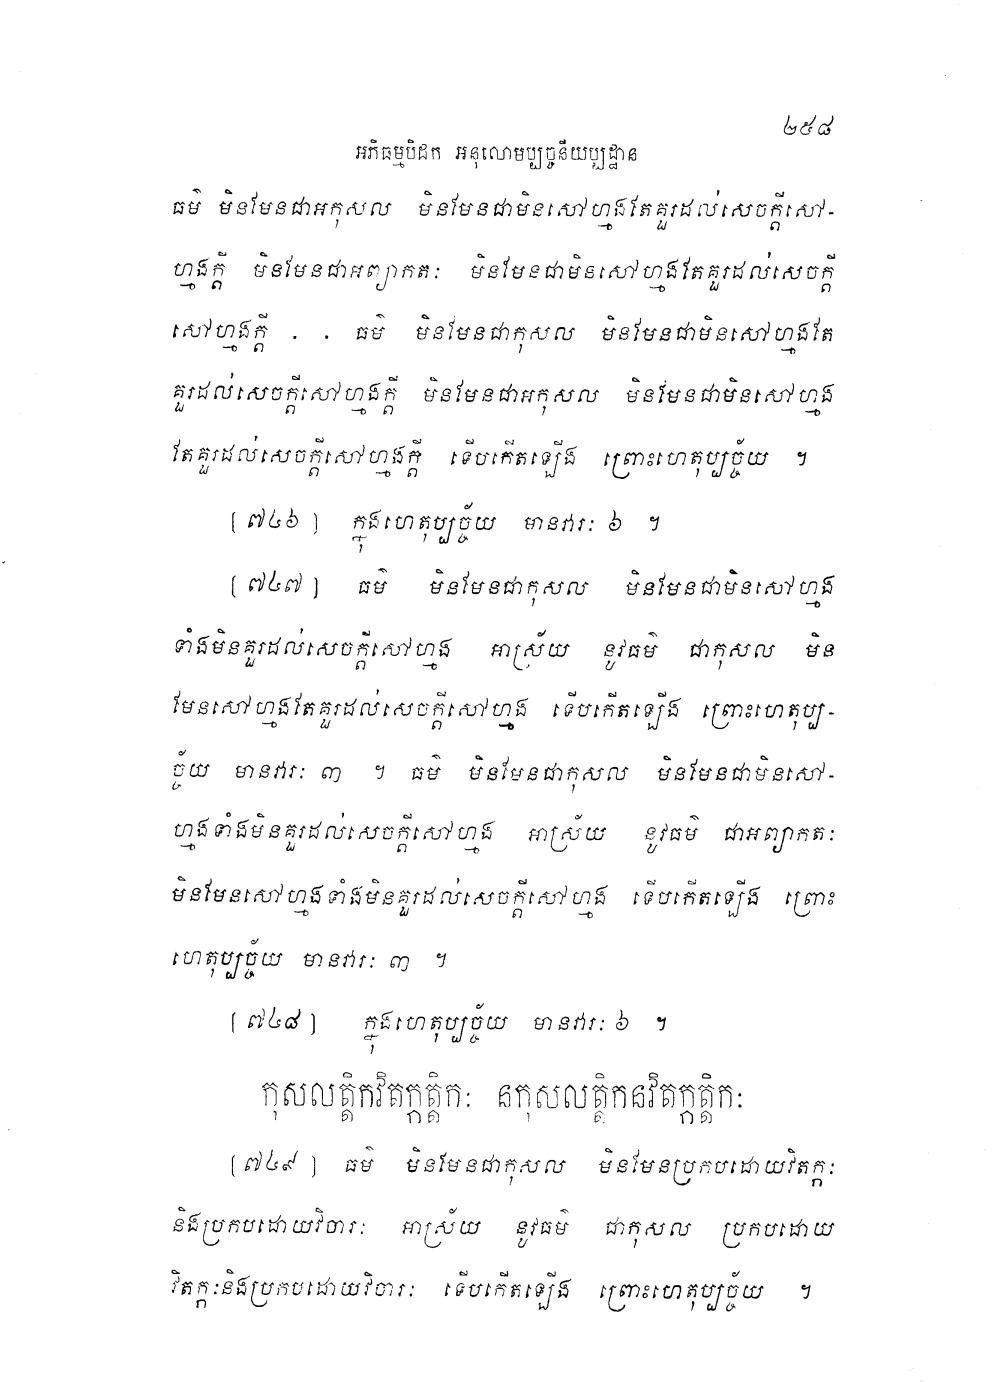 ២៥៨
អភិធម្មបិដក អនុលោមប្បច្ចនីយប្បដ្ឋាន
ធម៌ មិនមែនជាអកុសល មិនមែនជាមិនសៅហ្មងតែគួរដល់សេចក្តីសៅ-
ហ្មងក្តី មិនមែនជាអព្យាកតៈ មិនមែនជាមិនសៅហ្មងតែគួរដល់សេចក្តី
សៅហ្មងក្តី . . ធម៌ មិនមែនជាកុសល មិនមែនជាមិនសៅហ្មងតែ
គួរដល់សេចក្តីសៅហ្មងក្តី មិនមែនជាអកុសល មិនមែនជាមិនសៅហ្មង
តែគួរដល់សេចក្តីសៅហ្មងក្តី ទើបកើតឡើង ព្រោះហេតុប្បច្ច័យ ។
[៧៤៦] ក្នុងហេតុប្បច្ច័យ មានវារៈ ៦ ។
[៧៤៧] ធម៌ មិនមែនជាកុសល មិនមែនជាមិនសៅហ្មង
ទាំងមិនគួរដល់សេចក្តីសៅហ្មង អាស្រ័យ នូវធម៌ ជាកុសល មិន
មែនសៅហ្មងតែគួរដល់សេចក្តីសៅហ្មង ទើបកើតឡើង ព្រោះហេតុប្ប-
ច្ច័យ មានវារៈ ៣ ។ ធម៌ មិនមែនជាកុសល មិនមែនជាមិនសៅ-
ហ្មងទាំងមិនគួរដល់សេចក្តីសៅហ្មង អាស្រ័យ នូវធម៌ ជាអព្យាកតៈ
មិនមែនសៅហ្មងទាំងមិនគួរដល់សេចក្តីសៅហ្មង ទើបកើតឡើង ព្រោះ
ហេតុប្បច្ច័យ មានវារៈ ៣ ។
[៧៤៨] ក្នុងហេតុប្បច្ច័យ មានវារៈ ៦ ។
កុសលត្តិកវិតក្កត្តិកៈ នកុសលត្តិកនវិតក្កត្តិកៈ
[៧៤៩] ធម៌ មិនមែនជាកុសល មិនមែនប្រកបដោយវិតក្កៈ
និងប្រកបដោយវិចារៈ អាស្រ័យ នូវធម៌ ជាកុសល ប្រកបដោយ
វិតក្កៈនិងប្រកបដោយវិចារៈ ទើបកើតឡើង ព្រោះហេតុប្បច្ច័យ ។